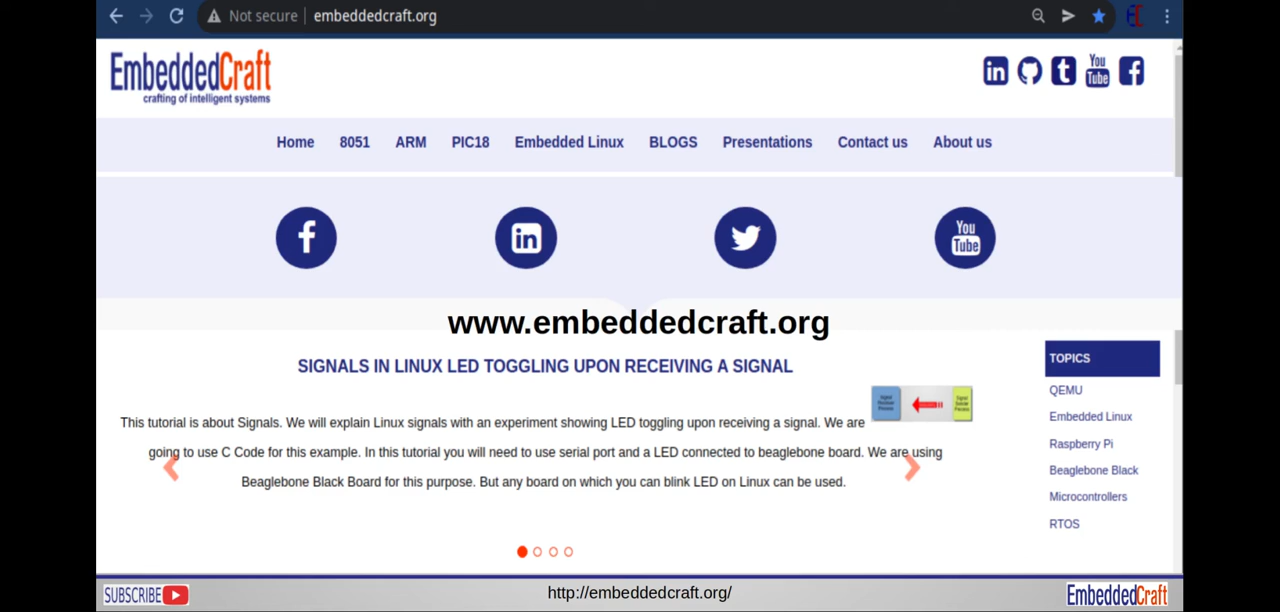 Not secure | embeddedcraft.org
EmbeddedCraft
crafting of intelligent systems
in t You Tube f
Home 8051 ARM PIC18 Embedded Linux BLOGS Presentations Contact us About us
f in You Tube
www.embeddedcraft.org
SIGNALS IN LINUX LED TOGGLING UPON RECEIVING A SIGNAL
This tutorial is about Signals. We will explain Linux signals with an experiment showing LED toggling upon receiving a signal. We are
going to use C Code for this example. In this tutorial you will need to use serial port and a LED connected to beaglebone board. We are using
Beaglebone Black Board for this purpose. But any board on which you can blink LED on Linux can be used.
TOPICS
QEMU
Embedded Linux
Raspberry Pi
Beaglebone Black
Microcontrollers
RTOS
SUBSCRIBE
http://embeddedcraft.org/
EmbeddedCraft